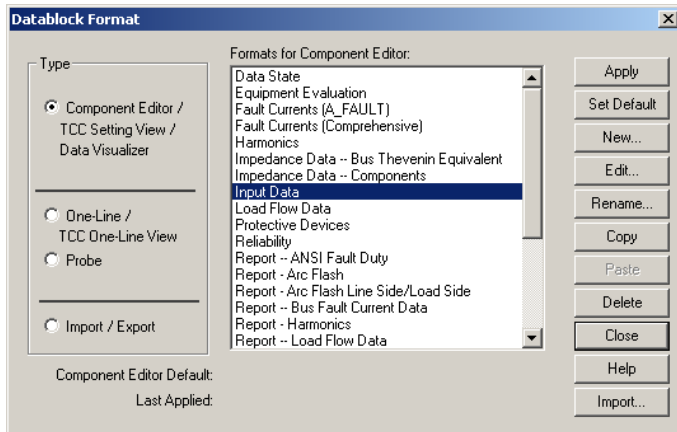 Datablock Format
Type
Component Editor /
TCC Setting View /
Data Visualizer
One-Line /
TCC One-Line View
Probe
Import / Export
Component Editor Default:
Last Applied:
Formats for Component Editor:
Data State
Equipment Evaluation
Fault Currents (A_FAULT)
Fault Currents (Comprehensive)
Harmonics
Impedance Data -- Bus Thevenin Equivalent
Impedance Data -- Components
Input Data
Load Flow Data
Protective Devices
Reliability
Report -- ANSI Fault Duty
Report - Arc Flash
Report - Arc Flash Line Side/Load Side
Report -- Bus Fault Current Data
Report - Harmonics
Report -- Load Flow Data
Apply
Set Default
New...
Edit...
Rename...
Copy
Paste
Delete
Close
Help
Import...